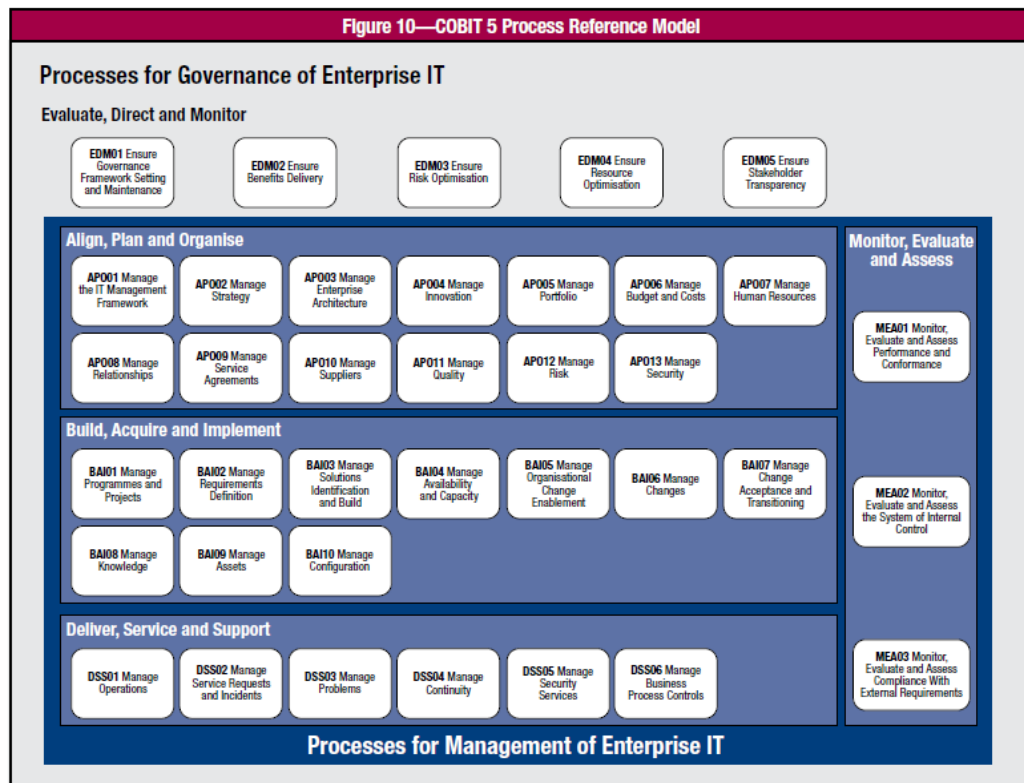 Figure 10—COBIT 5 Process Reference Model
Processes for Governance of Enterprise IT
Evaluate, Direct and Monitor
EDM01 Ensure
Governance
Framework Setting
and Maintenance
EDM02 Ensure
Benefits Delivery
EDM03 Ensure
Risk Optimisation
EDM04 Ensure
Resource
Optimisation
EDM05 Ensure
Stakeholder
Transparency
Align, Plan and Organise
APO01 Manage
the IT Management
Framework
APO02 Manage
Strategy
APO03 Manage
Enterprise
Architecture
APO04 Manage
Innovation
APO05 Manage
Portfolio
APO06 Manage
Budget and Costs
APO07 Manage
Human Resources
APO08 Manage
Relationships
APO09 Manage
Service
Agreements
APO10 Manage
Suppliers
APO11 Manage
Quality
APO12 Manage
Risk
APO13 Manage
Security
Build, Acquire and Implement
BAI01 Manage
Programmes and
Projects
BAI02 Manage
Requirements
Definition
BAI03 Manage
Solutions
Identification
and Build
BAI04 Manage
Availability
and Capacity
BAI05 Manage
Organisational
Change
Enablement
BAI06 Manage
Changes
BAI07 Manage
Change
Acceptance and
Transitioning
BAI08 Manage
Knowledge
BAI09 Manage
Assets
BAI10 Manage
Configuration
Deliver, Service and Support
DSS01 Manage
Operations
DSS02 Manage
Service Requests
and Incidents
DSS03 Manage
Problems
DSS04 Manage
Continuity
DSS05 Manage
Security
Services
DSS06 Manage
Business
Process Controls
Monitor, Evaluate
and Assess
MEA01 Monitor,
Evaluate and Assess
Performance and
Conformance
MEA02 Monitor,
Evaluate and Assess
the System of Internal
Control
MEA03 Monitor,
Evaluate and Assess
Compliance With
External Requirements
Processes for Management of Enterprise IT